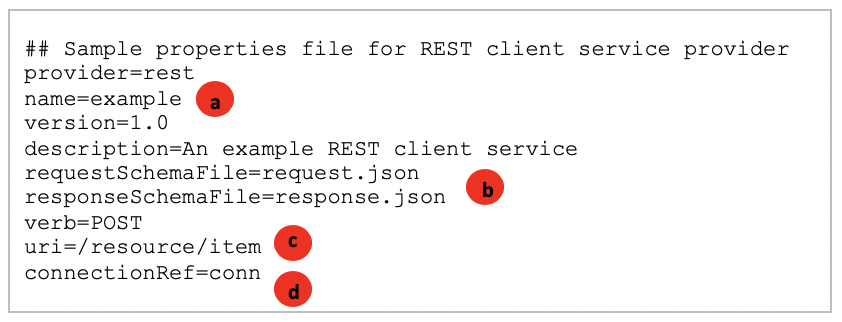 ## Sample properties file for REST client service provider
provider=rest
name=example a
version=1.0
description=An example REST client service
requestSchemaFile=request.json
responseSchemaFile=response.json b
verb=POST
uri=/resource/item c
connectionRef=conn d